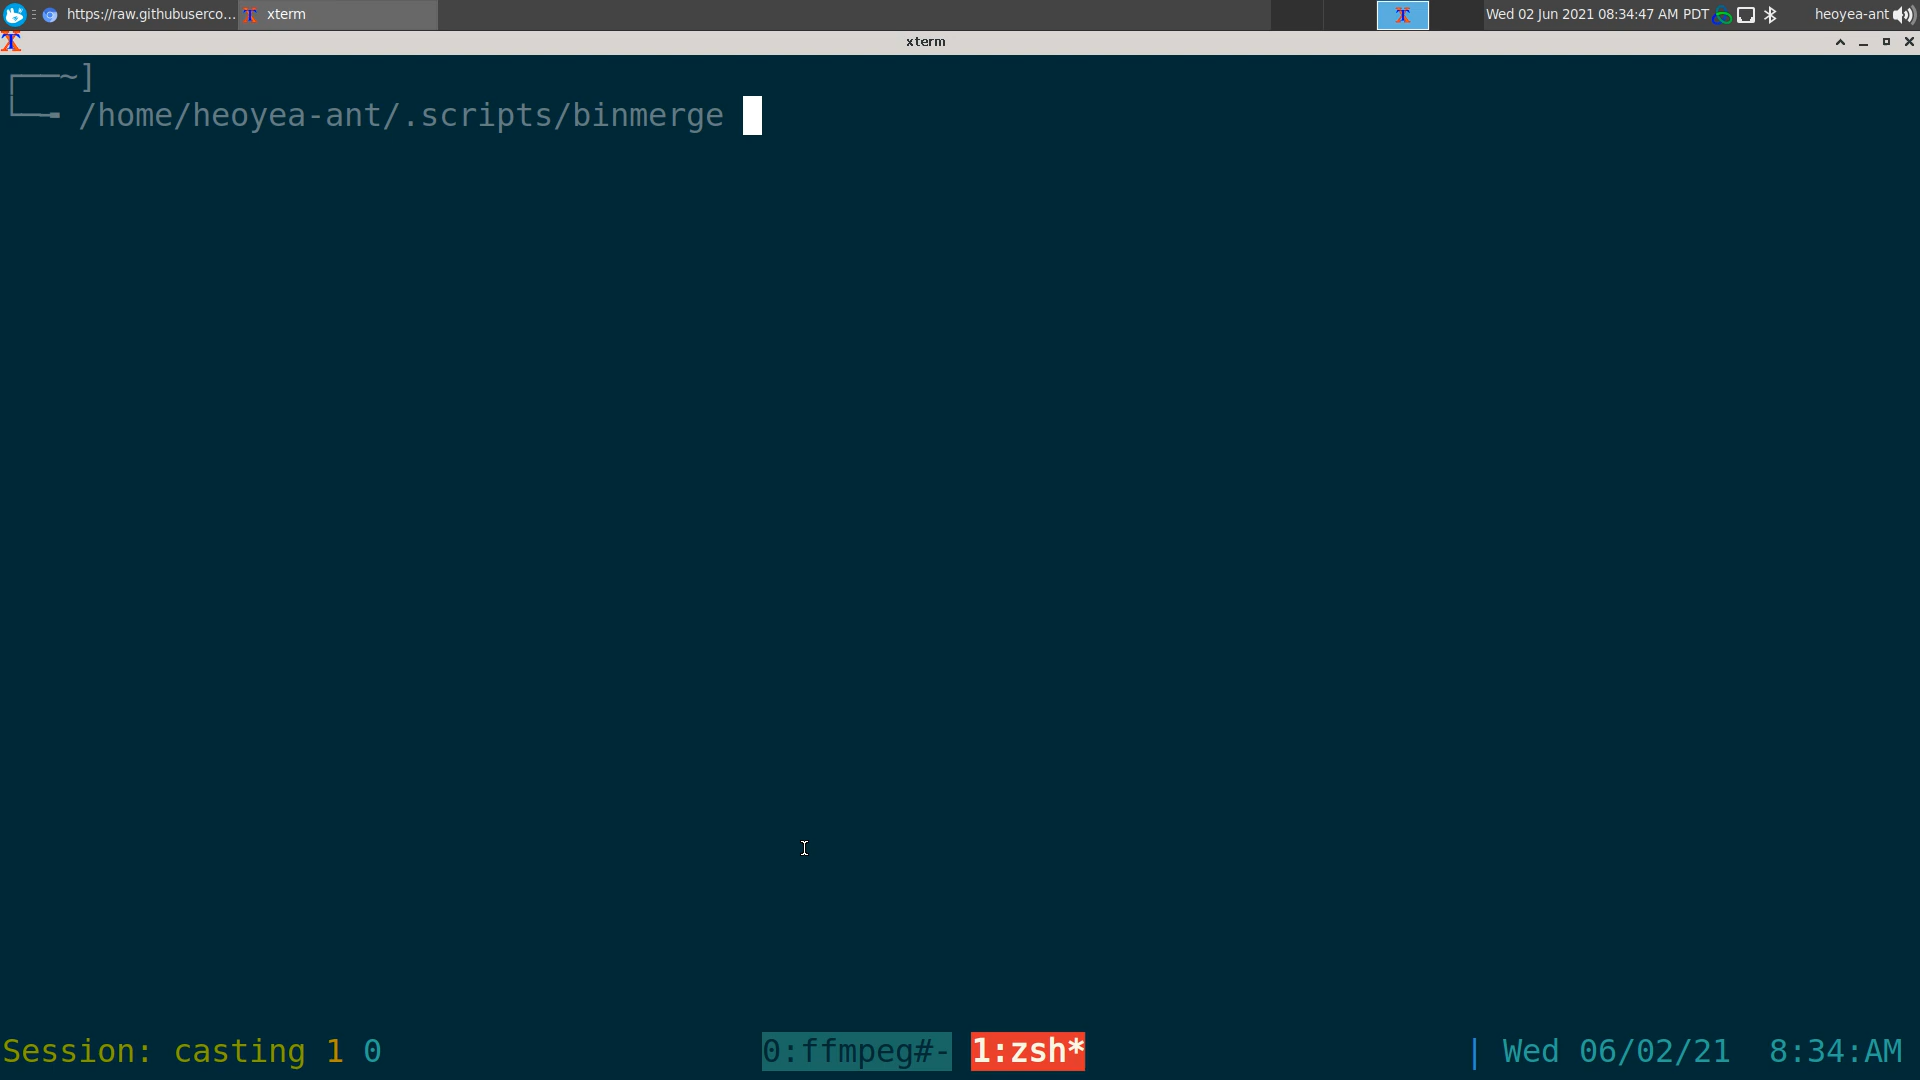 https://raw.githubuserco... xterm Wed 02 Jun 2021 08:34:47 AM PDT heoyea-ant
xterm
~]
/home/heoyea-ant/.scripts/binmerge
Session: casting 1 0 0:ffmpeg#- 1:zsh* | Wed 06/02/21 8:34:AM